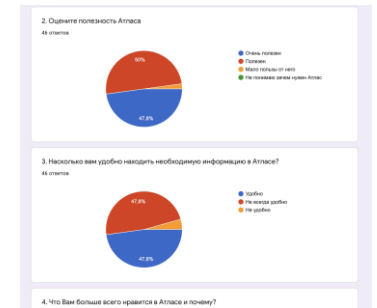 2. Оцените полезность Атласа
46 ответов
50%
47,8%
Очень полезен
Полезен
Мало пользы от него
Не понимаю зачем нужен Атлас
3. Насколько вам удобно находить необходимую информацию в Атласе?
46 ответов
47,8%
47,8%
Удобно
Не всегда удобно
Не удобно
4. Что Вам больше всего нравится в Атласе и почему?